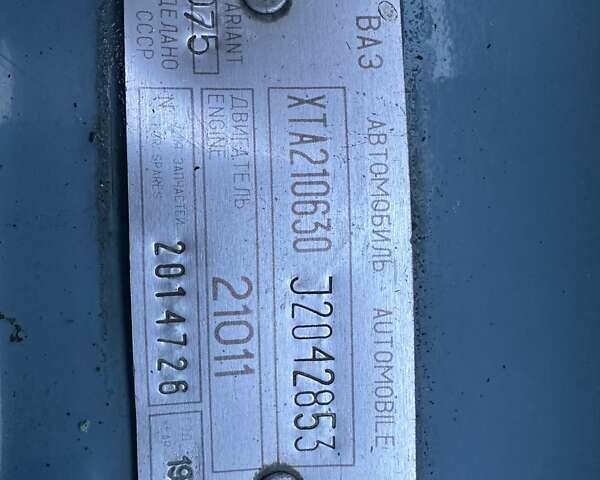 ВАЗ
АВТОМОБИЛЬ AUTOMOBILE
XTA210630 J2042853
ДВИГАТЕЛЬ
ENGINE
21011
ARIANT
075
ДЕЛАНО
СССР
ЗАПЧАСТЕЙ
SPARES
2014726
19